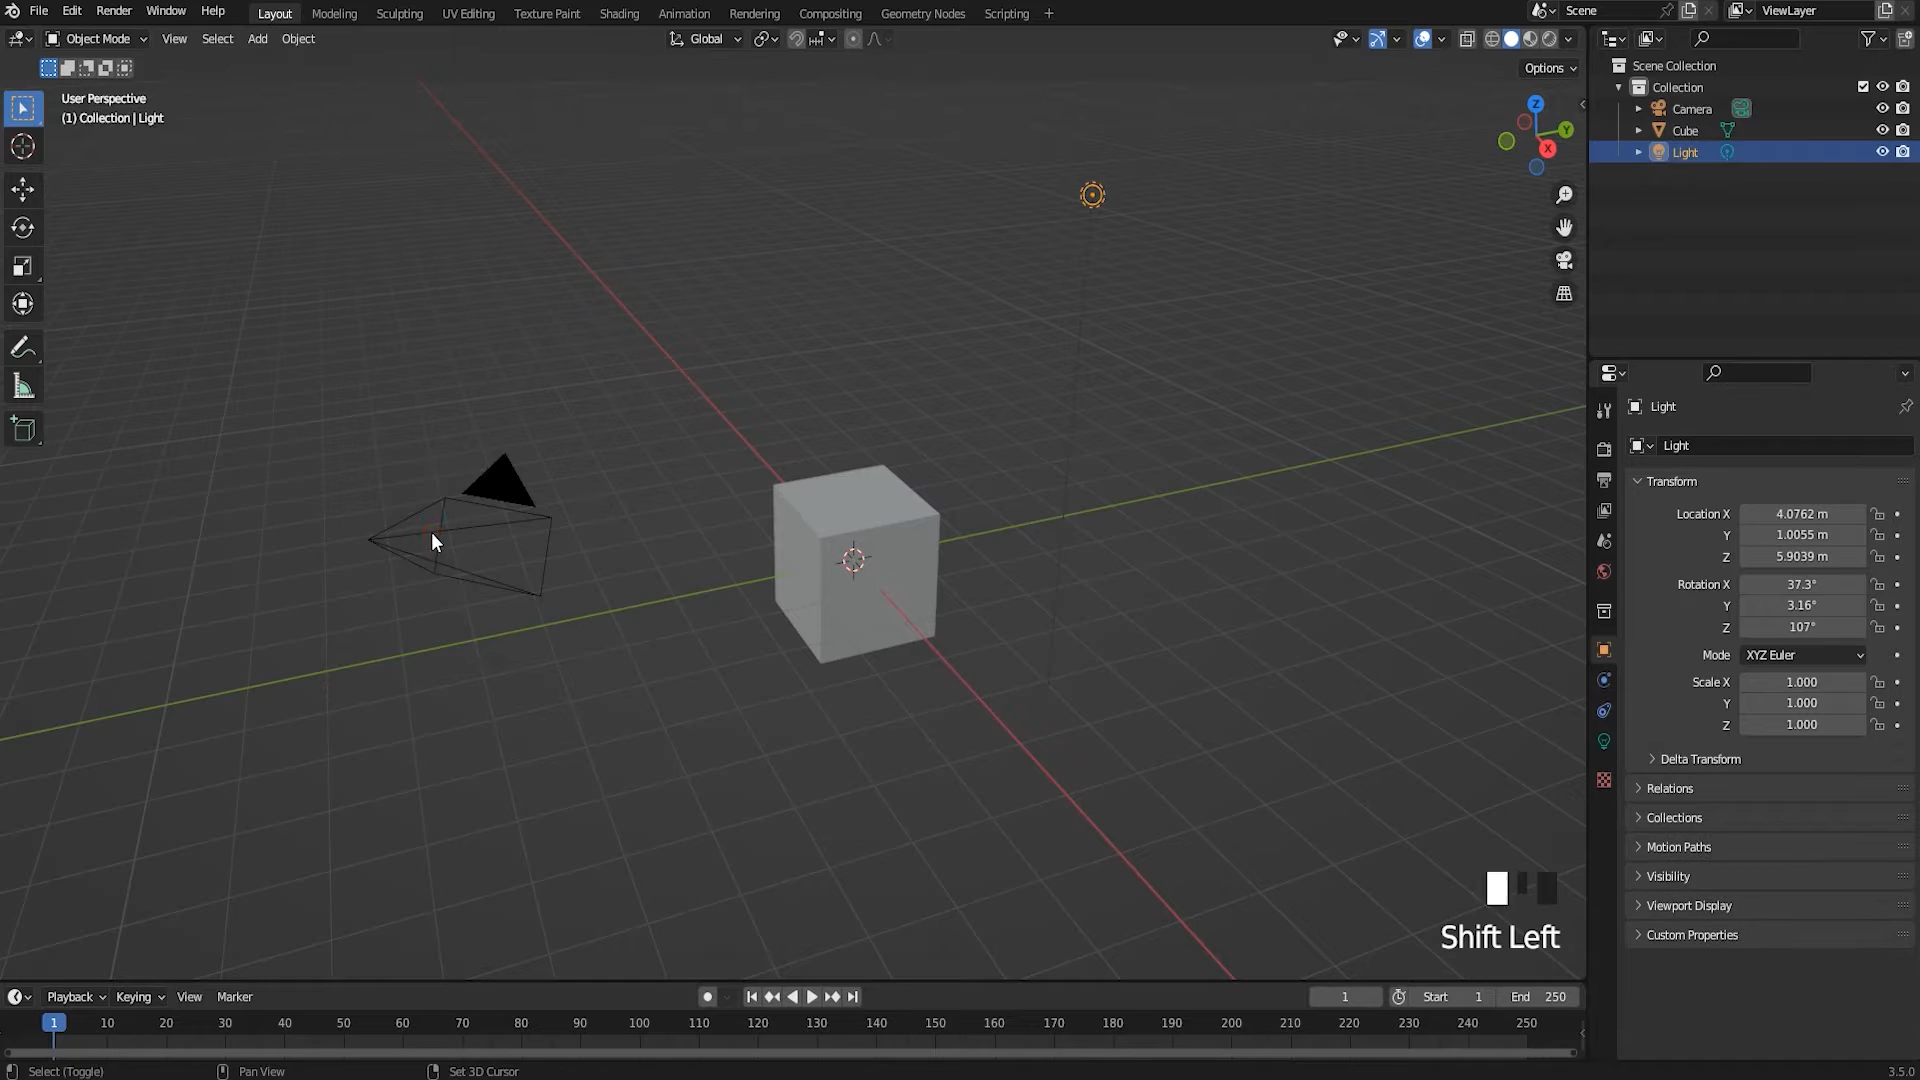 File Edit Render Window Help Layout Modeling Sculpting UV Editing Texture Paint Shading Animation Rendering Compositing Geometry Nodes Scripting + Scene ViewLayer
Object Mode View Select Add Object Global
Options
User Perspective
(1) Collection | Light
Z
Y
X
Scene Collection
Collection
Camera
Cube
Light
Light
Light
Transform
Location X 4.0762 m
Y 1.0055 m
Z 5.9039 m
Rotation X 37.3°
Y 3.16°
Z 107°
Mode XYZ Euler
Scale X 1.000
Y 1.000
Z 1.000
Delta Transform
Relations
Collections
Motion Paths
Visibility
Viewport Display
Custom Properties
Shift Left
Playback Keying View Marker 1 Start 1 End 250
1 10 20 30 40 50 60 70 80 90 100 110 120 130 140 150 160 170 180 190 200 210 220 230 240 250
Select (Toggle) Pan View Set 3D Cursor 3.5.0